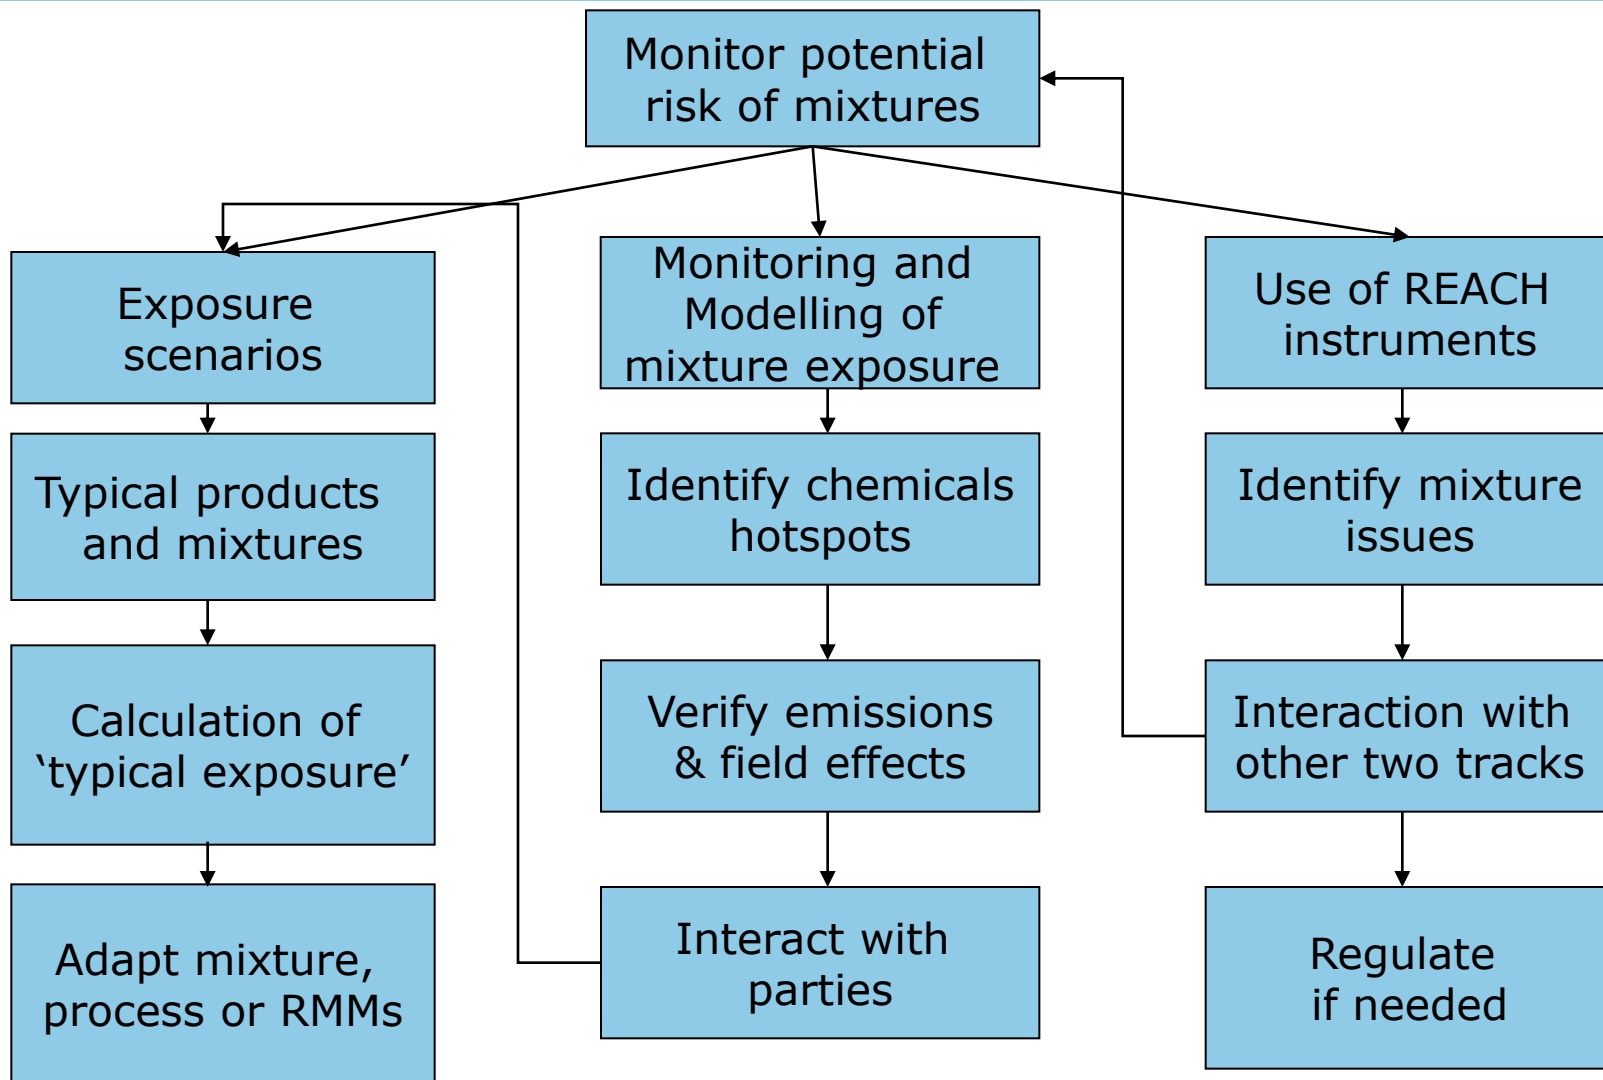 Monitor potential
risk of mixtures
Exposure
scenarios
Typical products
and mixtures
Calculation of
‘typical exposure’
Adapt mixture,
process or RMMs
Monitoring and
Modelling of
mixture exposure
Identify chemicals
hotspots
Verify emissions
& field effects
Interact with
parties
Use of REACH
instruments
Identify mixture
issues
Interaction with
other two tracks
Regulate
if needed